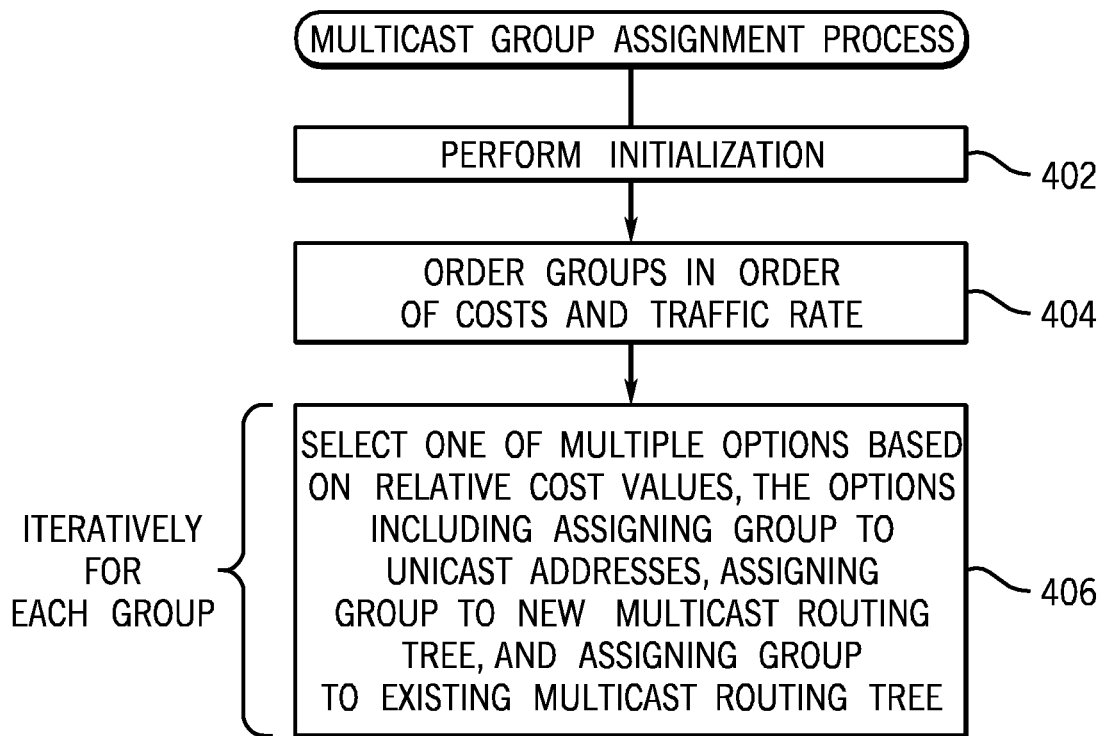 MULTICAST GROUP ASSIGNMENT PROCESS
PERFORM INITIALIZATION
402
ORDER GROUPS IN ORDER
OF COSTS AND TRAFFIC RATE
404
ITERATIVELY
FOR
EACH GROUP
SELECT ONE OF MULTIPLE OPTIONS BASED
ON RELATIVE COST VALUES, THE OPTIONS
INCLUDING ASSIGNING GROUP TO
UNICAST ADDRESSES, ASSIGNING
GROUP TO NEW MULTICAST ROUTING
TREE, AND ASSIGNING GROUP
TO EXISTING MULTICAST ROUTING TREE
406